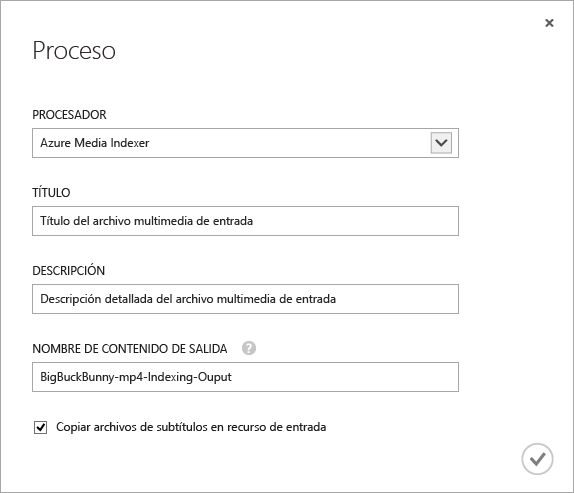 Proceso
PROCESADOR
Azure Media Indexer
TÍTULO
Título del archivo multimedia de entrada
DESCRIPCIÓN
Descripción detallada del archivo multimedia de entrada
NOMBRE DE CONTENIDO DE SALIDA ?
BigBuckBunny-mp4-Indexing-Ouput
Copiar archivos de subtítulos en recurso de entrada